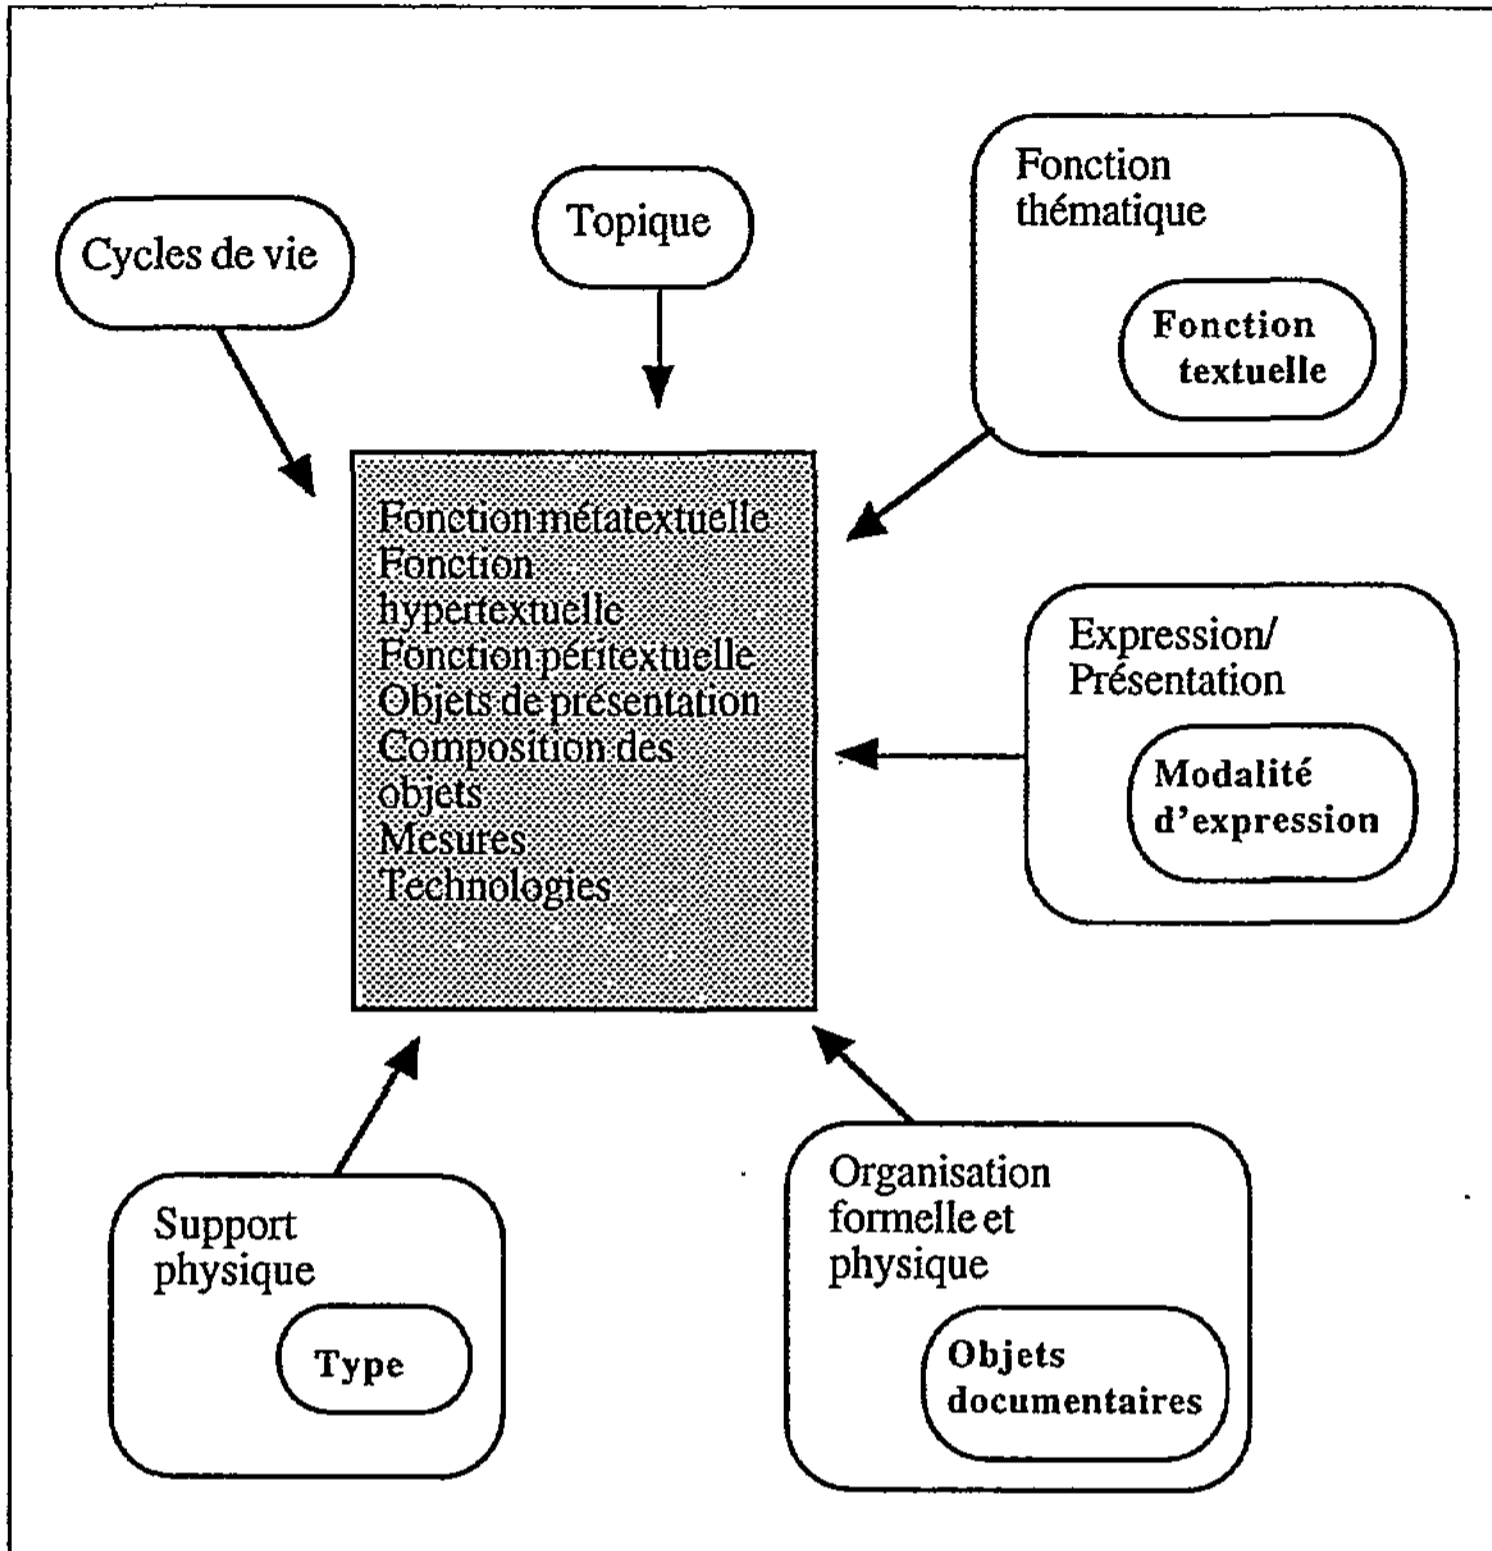 Cycles de vie
Topique
Fonction
thématique
Fonction
textuelle
Fonction métatextuelle
Fonction
hypertextuelle
Fonction péritextuelle
Objets de présentation
Composition des
objets
Mesures
Technologies
Expression/
Présentation
Modalité
d'expression
Support
physique
Type
Organisation
formelle et
physique
Objets
documentaires